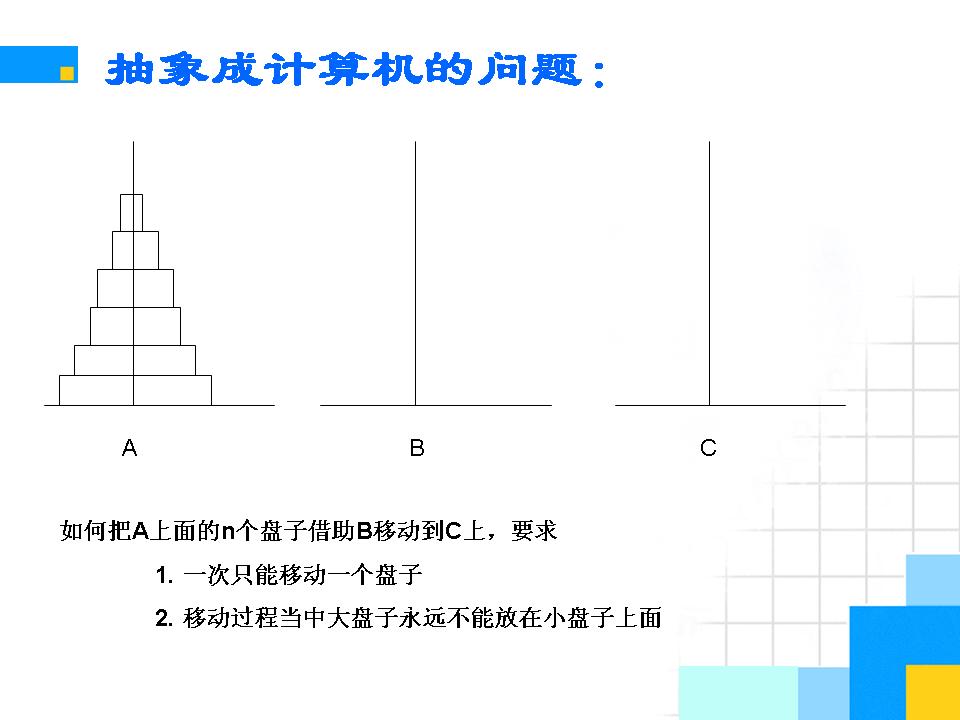 抽象成计算机的问题：
A B C
如何把A上面的n个盘子借助B移动到C上，要求
1. 一次只能移动一个盘子
2. 移动过程当中大盘子永远不能放在小盘子上面